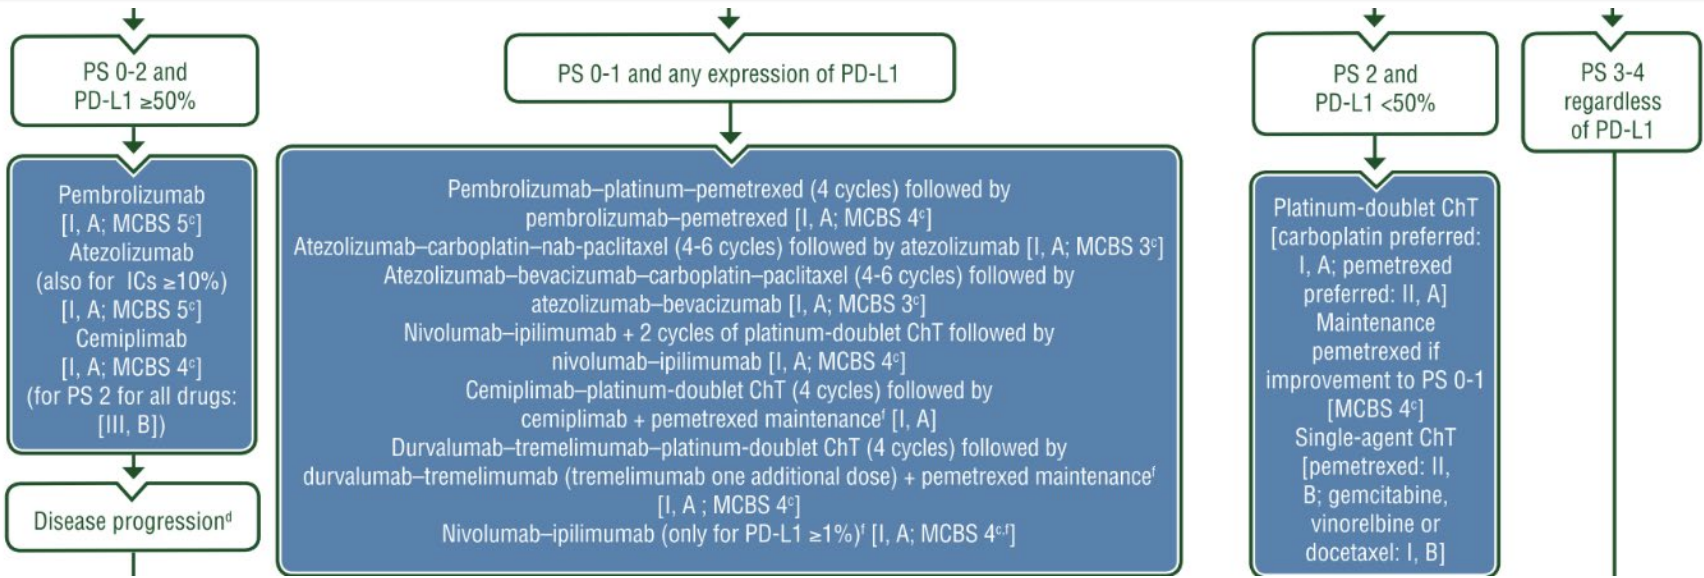 PS 0-2 and
PD-L1 ≥50%
Pembrolizumab
[I, A; MCBS 5ᶜ]
Atezolizumab
(also for ICs ≥10%)
[I, A; MCBS 5ᶜ]
Cemiplimab
[I, A; MCBS 4ᶜ]
(for PS 2 for all drugs:
[III, B])
Disease progressionᵈ
PS 0-1 and any expression of PD-L1
Pembrolizumab–platinum–pemetrexed (4 cycles) followed by
pembrolizumab–pemetrexed [I, A; MCBS 4ᶜ]
Atezolizumab–carboplatin–nab-paclitaxel (4-6 cycles) followed by atezolizumab [I, A; MCBS 3ᶜ]
Atezolizumab–bevacizumab–carboplatin–paclitaxel (4-6 cycles) followed by
atezolizumab–bevacizumab [I, A; MCBS 3ᶜ]
Nivolumab–ipilimumab + 2 cycles of platinum-doublet ChT followed by
nivolumab–ipilimumab [I, A; MCBS 4ᶜ]
Cemiplimab–platinum-doublet ChT (4 cycles) followed by
cemiplimab + pemetrexed maintenanceᶠ [I, A]
Durvalumab–tremelimumab–platinum-doublet ChT (4 cycles) followed by
durvalumab–tremelimumab (tremelimumab one additional dose) + pemetrexed maintenanceᶠ
[I, A ; MCBS 4ᶜ]
Nivolumab–ipilimumab (only for PD-L1 ≥1%)ᶠ [I, A; MCBS 4ᶜ,ᶠ]
PS 2 and
PD-L1 <50%
Platinum-doublet ChT
[carboplatin preferred:
I, A; pemetrexed
preferred: II, A]
Maintenance
pemetrexed if
improvement to PS 0-1
[MCBS 4ᶜ]
Single-agent ChT
[pemetrexed: II,
B; gemcitabine,
vinorelbine or
docetaxel: I, B]
PS 3-4
regardless
of PD-L1